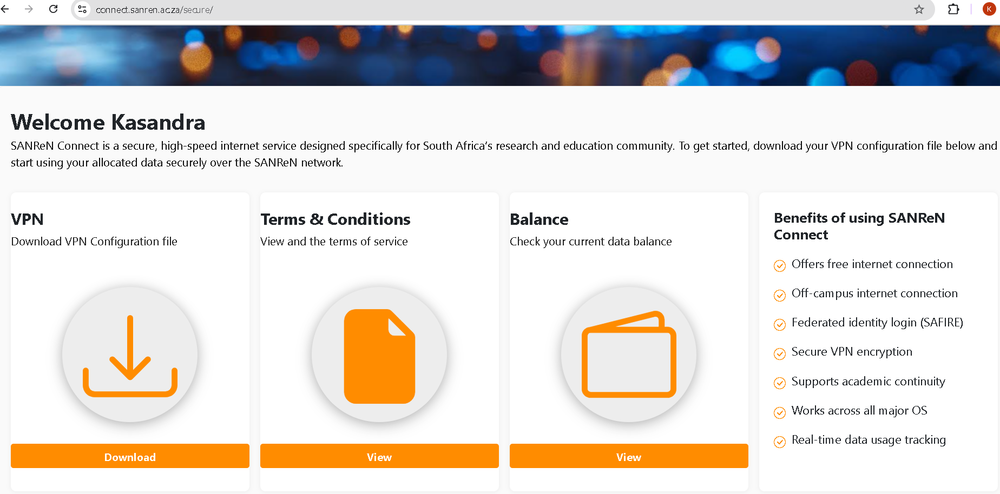 connect.sanren.ac.za/secure/
K
Welcome Kasandra
SANReN Connect is a secure, high-speed internet service designed specifically for South Africa’s research and education community. To get started, download your VPN configuration file below and
start using your allocated data securely over the SANReN network.
VPN
Download VPN Configuration file
Download
Terms & Conditions
View and the terms of service
View
Balance
Check your current data balance
View
Benefits of using SANReN
Connect
Offers free internet connection
Off-campus internet connection
Federated identity login (SAFIRE)
Secure VPN encryption
Supports academic continuity
Works across all major OS
Real-time data usage tracking